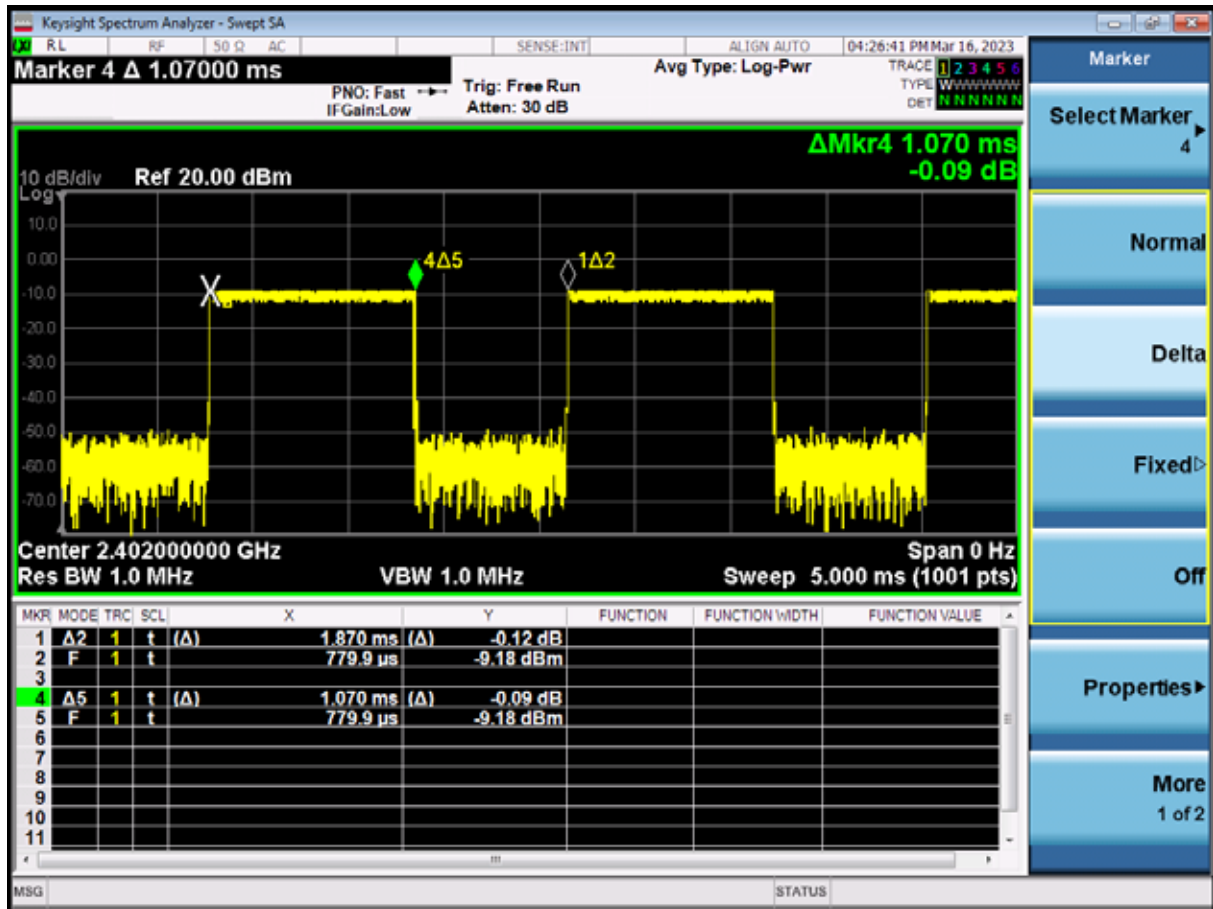 Keysight Spectrum Analyzer - Swept SA
RL RF 50 Ω AC SENSE:INT ALIGN AUTO 04:26:41 PM Mar 16, 2023
Marker 4 Δ 1.07000 ms
PNO: Fast
IFGain:Low
Trig: Free Run
Atten: 30 dB
Avg Type: Log-Pwr
TRACE 1 2 3 4 5 6
TYPE WWWWWW
DET N N N N N N
ΔMkr4 1.070 ms
-0.09 dB
10 dB/div Ref 20.00 dBm
Log
10.0
0.00
-10.0
-20.0
-30.0
-40.0
-50.0
-60.0
-70.0
X
4Δ5
1Δ2
Center 2.402000000 GHz Span 0 Hz
Res BW 1.0 MHz VBW 1.0 MHz Sweep 5.000 ms (1001 pts)
MKR MODE TRC SCL X Y FUNCTION FUNCTION WIDTH FUNCTION VALUE
1 Δ2 1 t (Δ) 1.870 ms (Δ) -0.12 dB
2 F 1 t 779.9 µs -9.18 dBm
3
4 Δ5 1 t (Δ) 1.070 ms (Δ) -0.09 dB
5 F 1 t 779.9 µs -9.18 dBm
6
7
8
9
10
11
MSG STATUS
Marker
Select Marker
4
Normal
Delta
Fixed
Off
Properties
More
1 of 2